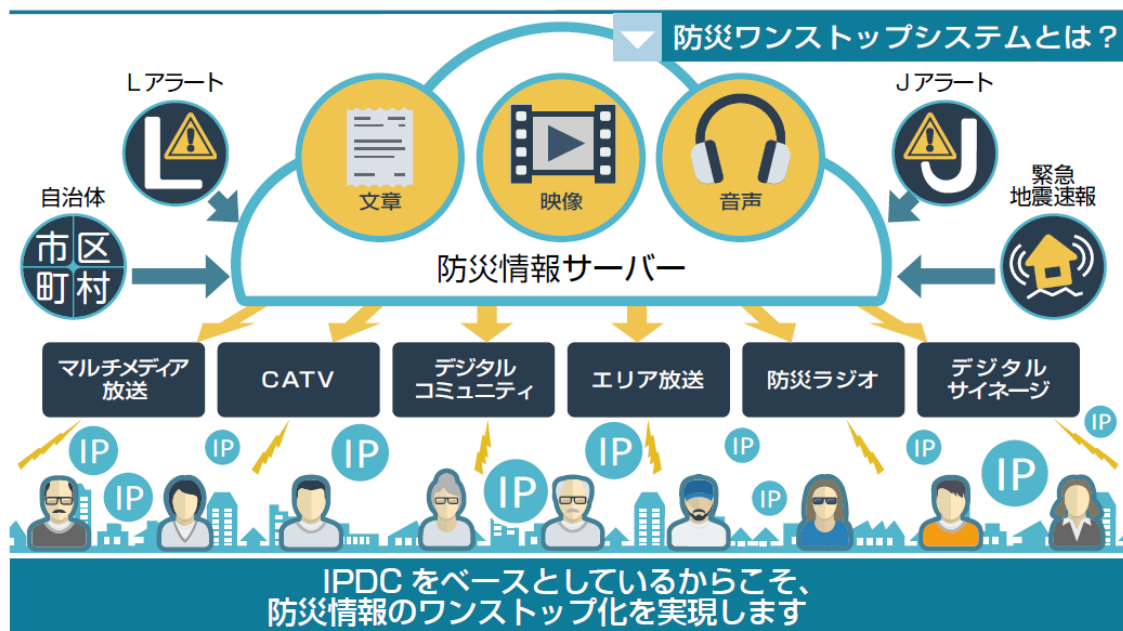 防災ワンストップシステムとは？
Lアラート
L
Jアラート
J
文章
映像
音声
自治体
市区
町村
緊急
地震速報
防災情報サーバー
マルチメディア
放送
CATV
デジタル
コミュニティ
エリア放送
防災ラジオ
デジタル
サイネージ
IP
IP
IP
IP
IP
IP
IP
IP
IP
IP
IP
IPDCをベースとしているからこそ、
防災情報のワンストップ化を実現します